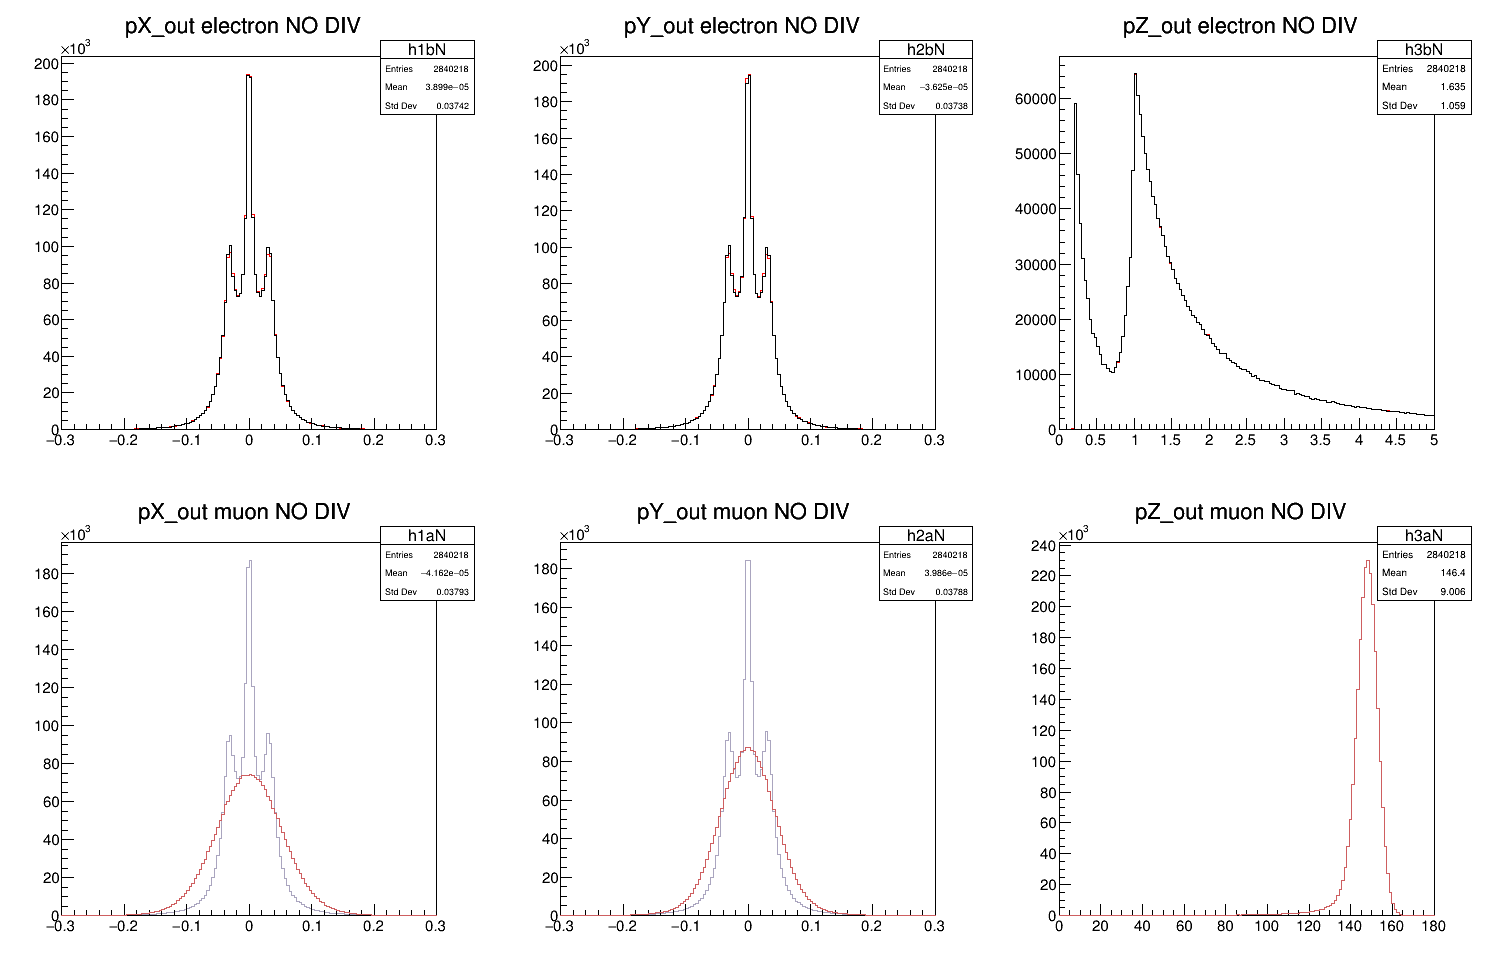 pX_out electron NO DIV
×10³
h1bN
Entries 2840218
Mean 3.899e−05
Std Dev 0.03742
200
180
160
140
120
100
80
60
40
20
0
−0.3 −0.2 −0.1 0 0.1 0.2 0.3
pY_out electron NO DIV
×10³
h2bN
Entries 2840218
Mean −3.625e−05
Std Dev 0.03738
200
180
160
140
120
100
80
60
40
20
0
−0.3 −0.2 −0.1 0 0.1 0.2 0.3
pZ_out electron NO DIV
h3bN
Entries 2840218
Mean 1.635
Std Dev 1.059
60000
50000
40000
30000
20000
10000
0
0 0.5 1 1.5 2 2.5 3 3.5 4 4.5 5
pX_out muon NO DIV
×10³
h1aN
Entries 2840218
Mean −4.162e−05
Std Dev 0.03793
180
160
140
120
100
80
60
40
20
0
−0.3 −0.2 −0.1 0 0.1 0.2 0.3
pY_out muon NO DIV
×10³
h2aN
Entries 2840218
Mean 3.986e−05
Std Dev 0.03788
180
160
140
120
100
80
60
40
20
0
−0.3 −0.2 −0.1 0 0.1 0.2 0.3
pZ_out muon NO DIV
×10³
h3aN
Entries 2840218
Mean 146.4
Std Dev 9.006
240
220
200
180
160
140
120
100
80
60
40
20
0
0 20 40 60 80 100 120 140 160 180